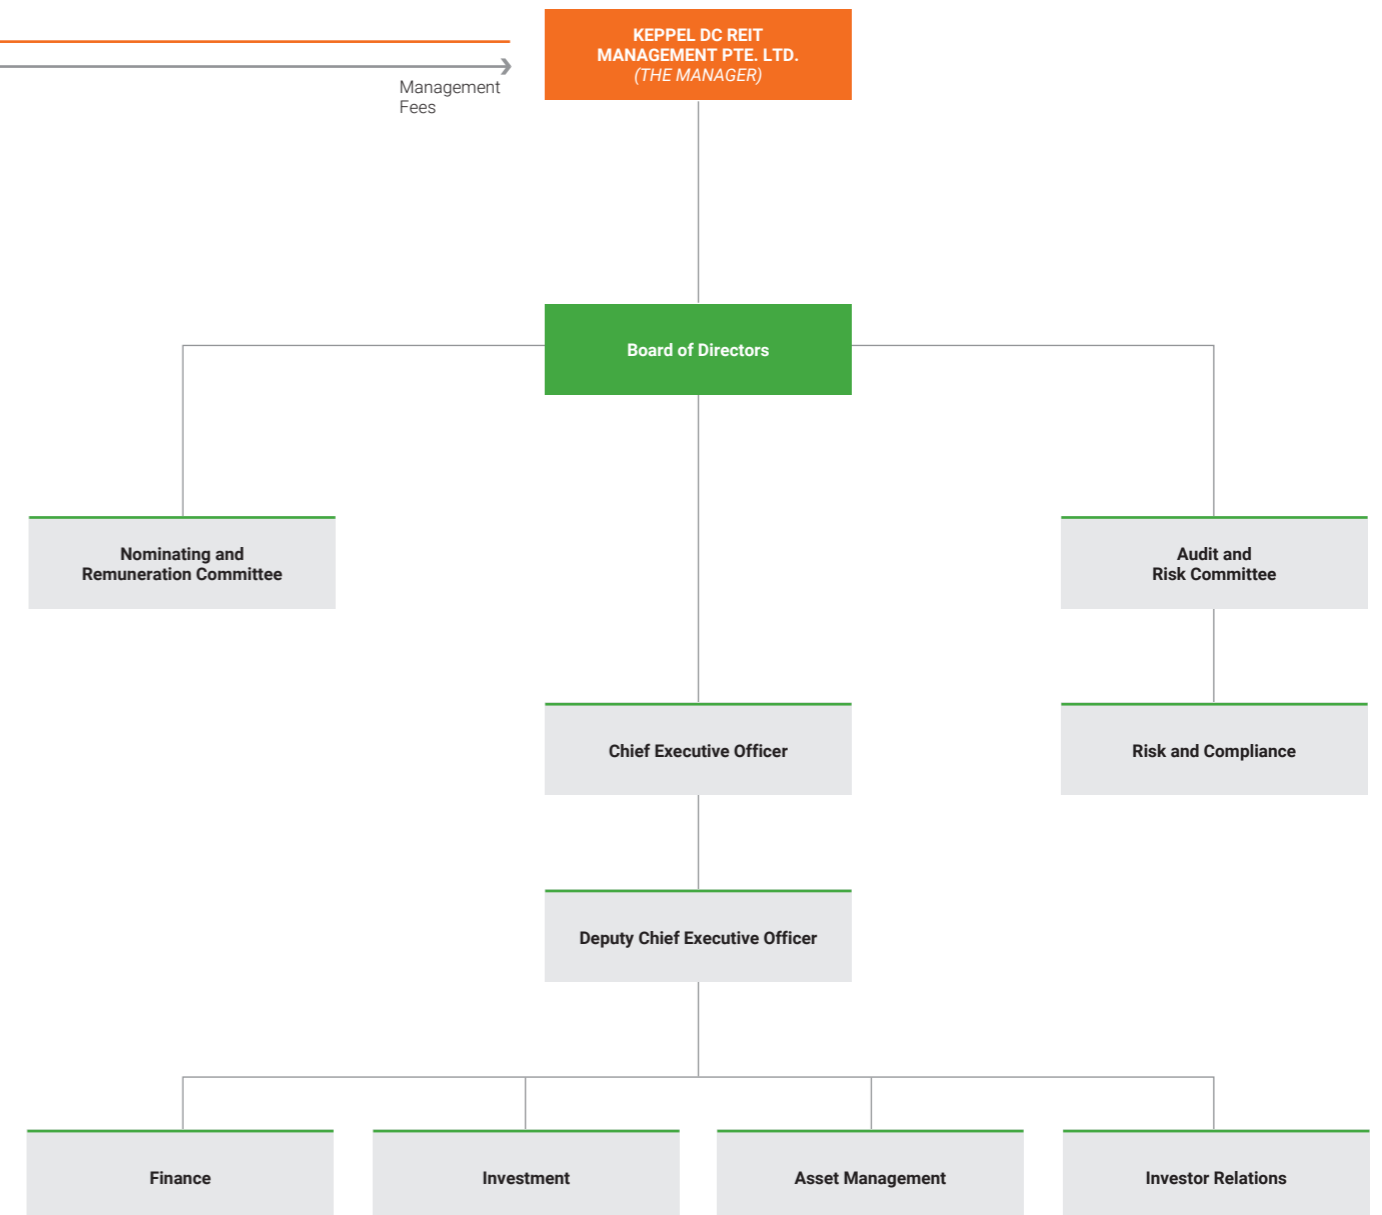 KEPPEL DC REIT
MANAGEMENT PTE. LTD.
(THE MANAGER)
Management
Fees
Board of Directors
Nominating and
Remuneration Committee
Audit and
Risk Committee
Chief Executive Officer
Risk and Compliance
Deputy Chief Executive Officer
Finance
Investment
Asset Management
Investor Relations